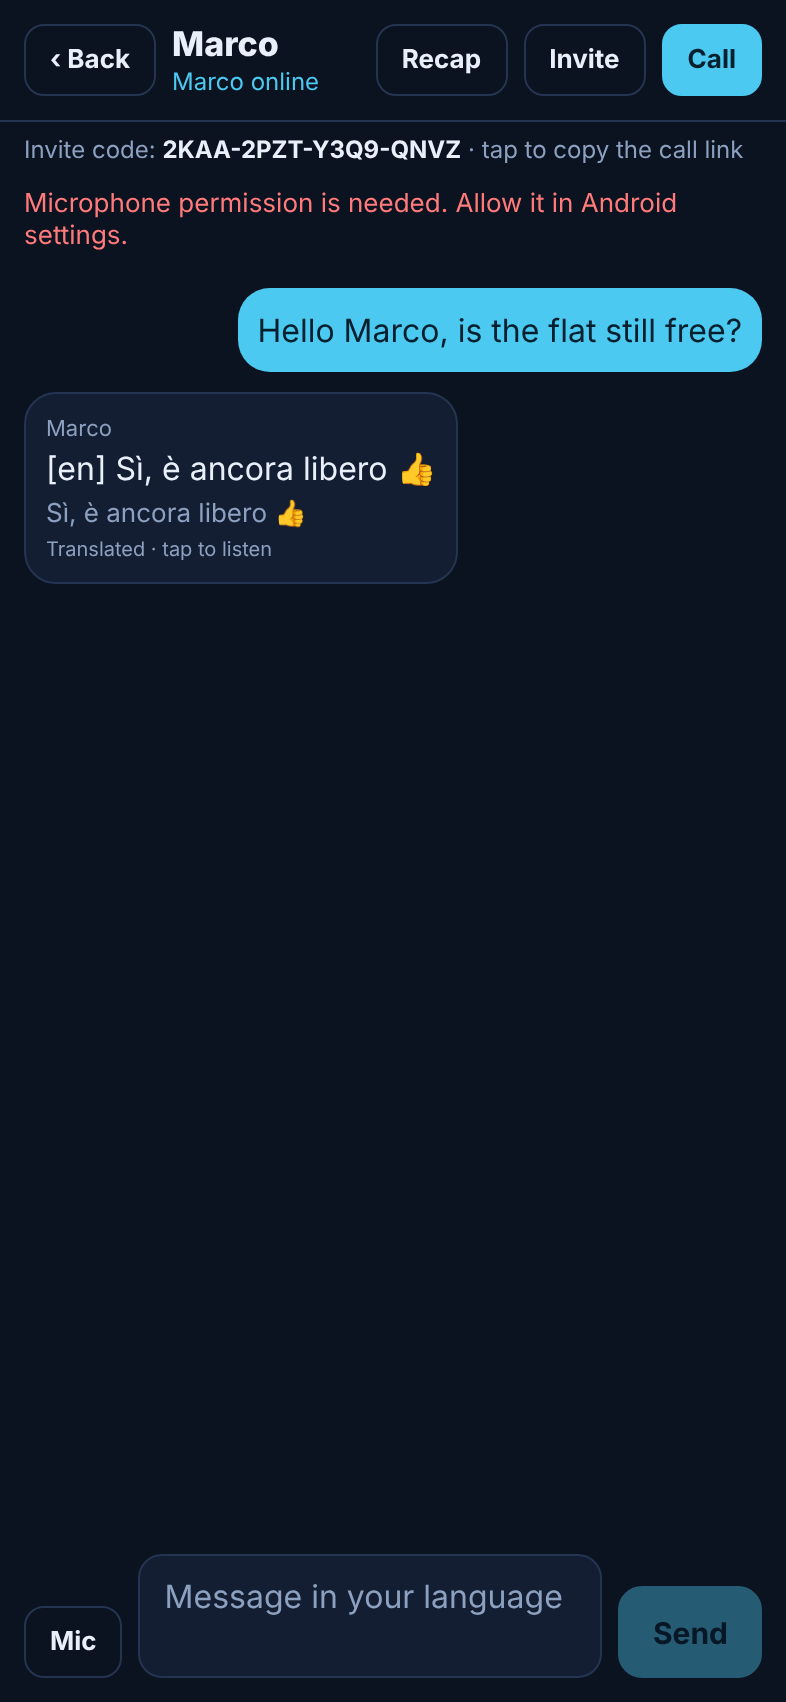 ‹ Back
Marco
Marco online
Recap
Invite
Call
Invite code: 2KAA-2PZT-Y3Q9-QNVZ · tap to copy the call link
Microphone permission is needed. Allow it in Android
settings.
Hello Marco, is the flat still free?
Marco
[en] Sì, è ancora libero 👍
Sì, è ancora libero 👍
Translated · tap to listen
Mic
Message in your language
Send